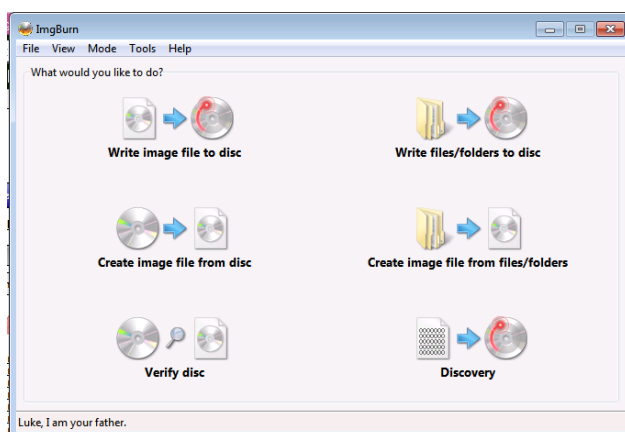 ImgBurn
File View Mode Tools Help
What would you like to do?
Write image file to disc Write files/folders to disc
Create image file from disc Create image file from files/folders
Verify disc Discovery
Luke, I am your father.